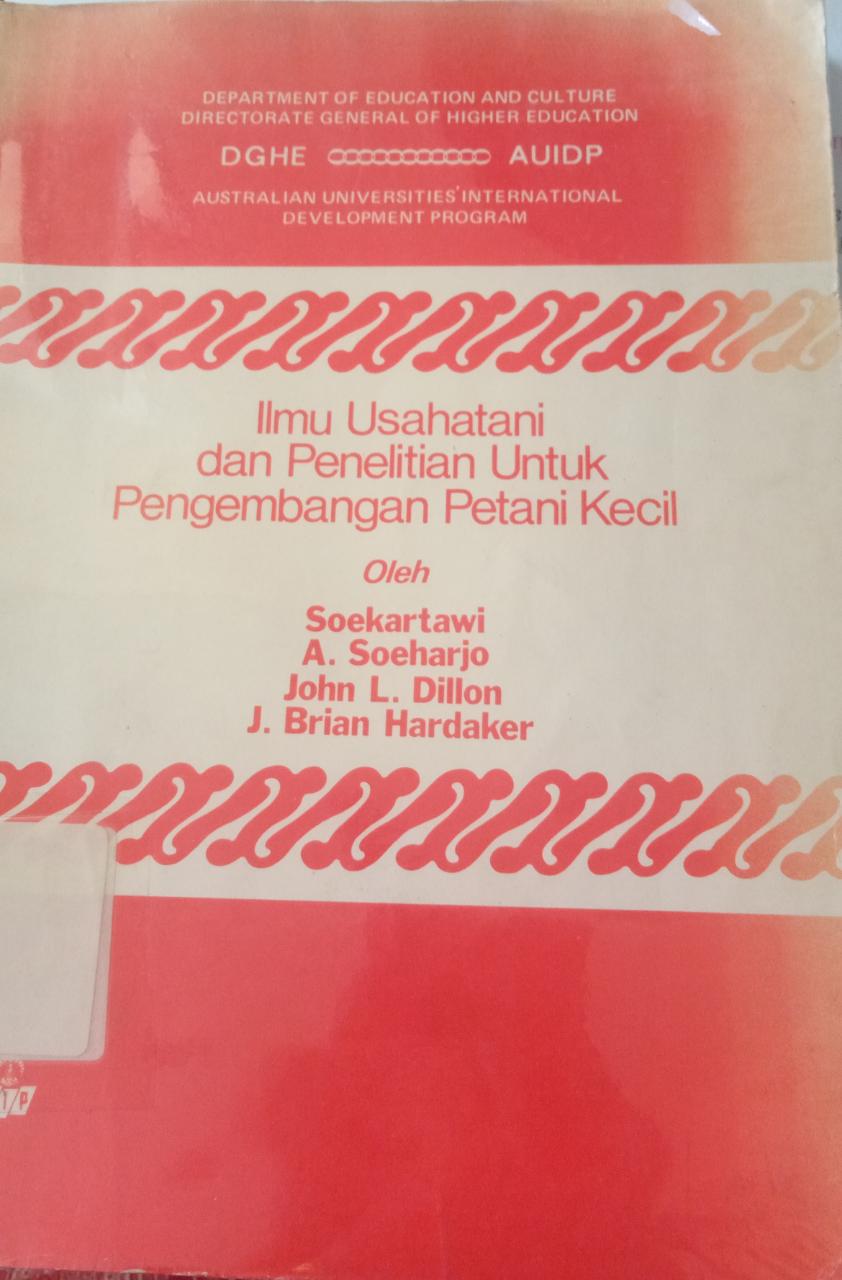 DEPARTMENT OF EDUCATION AND CULTURE
DIRECTORATE GENERAL OF HIGHER EDUCATION
DGHE AUIDP
AUSTRALIAN UNIVERSITIES' INTERNATIONAL
DEVELOPMENT PROGRAM
Ilmu Usahatani
dan Penelitian Untuk
Pengembangan Petani Kecil
Oleh
Soekartawi
A. Soeharjo
John L. Dillon
J. Brian Hardaker